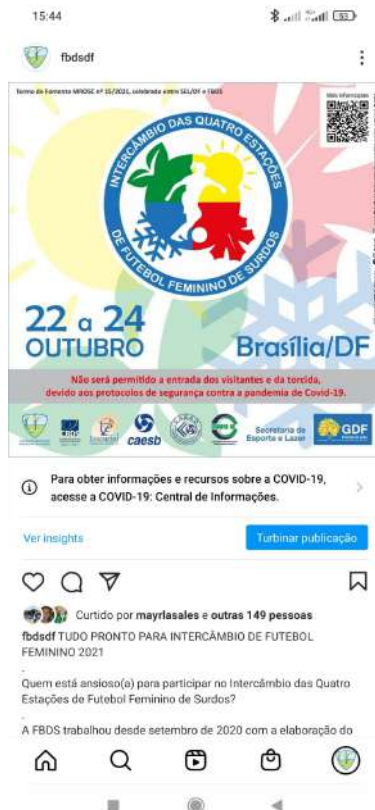 15:44
53
fbdsdf
Termo de Fomento MROSC nº 15/2021, celebrado entre SEL/DF e FBDS
Mais informações
INTERCÂMBIO DAS QUATRO ESTAÇÕES
DE FUTEBOL FEMININO DE SURDOS
22 a 24
OUTUBRO
Brasília/DF
Não será permitido a entrada dos visitantes e da torcida,
devido aos protocolos de segurança contra a pandemia de Covid-19.
CBDS
caesb
Secretaria de
Esporte e Lazer
GDF
Para obter informações e recursos sobre a COVID-19,
acesse a COVID-19: Central de Informações.
Ver insights
Turbinar publicação
Curtido por mayrlasales e outras 149 pessoas
fbdsdf TUDO PRONTO PARA INTERCÂMBIO DE FUTEBOL
FEMININO 2021
.
Quem está ansioso(a) para participar no Intercâmbio das Quatro
Estações de Futebol Feminino de Surdos?
.
A FBDS trabalhou desde setembro de 2020 com a elaboração do